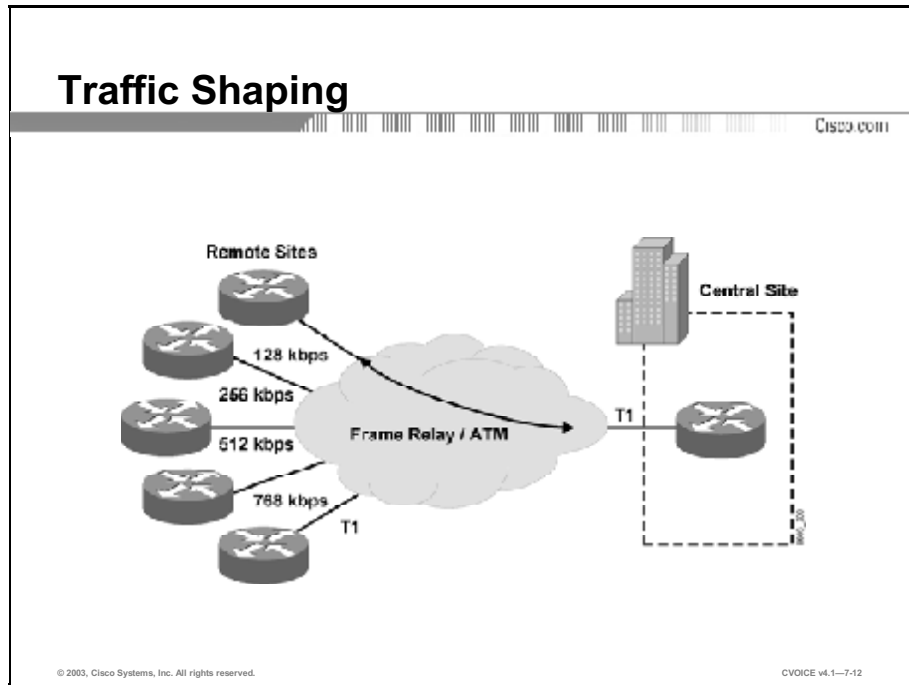 Traffic Shaping
Cisco.com
Remote Sites
Central Site
128 kbps
256 kbps
T1
512 kbps
Frame Relay / ATM
768 kbps
T1
© 2003, Cisco Systems, Inc. All rights reserved.
CVOICE v4.1—7-12